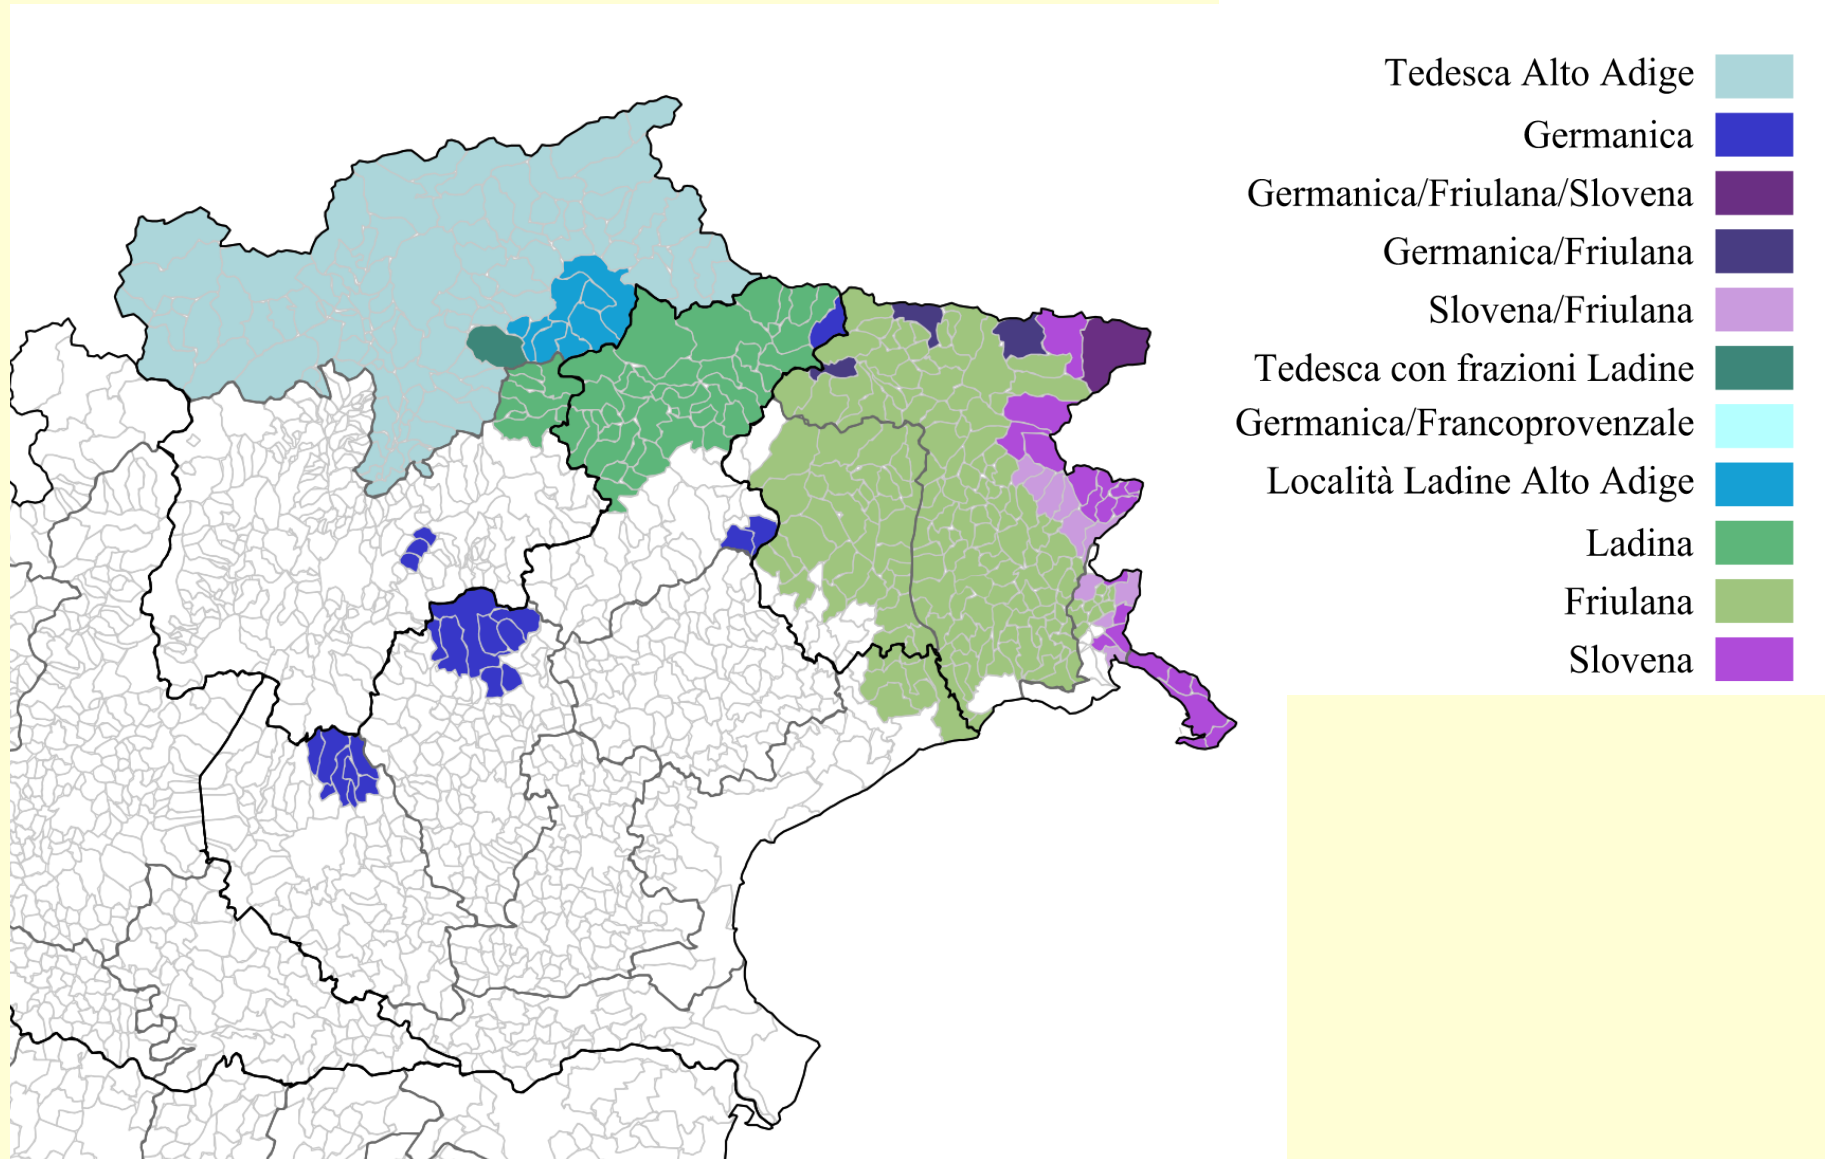 Tedesca Alto Adige
Germanica
Germanica/Friulana/Slovena
Germanica/Friulana
Slovena/Friulana
Tedesca con frazioni Ladine
Germanica/Francoprovenzale
Località Ladine Alto Adige
Ladina
Friulana
Slovena